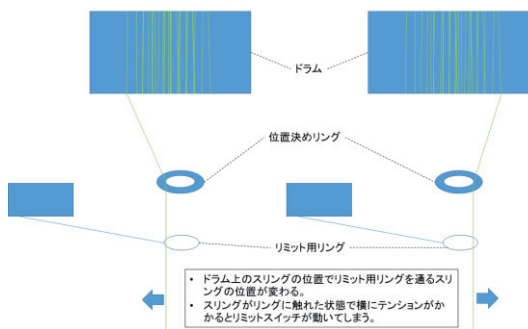 ドラム
位置決めリング
リミット用リング
• ドラム上のスリングの位置でリミット用リングを通るスリ
ングの位置が変わる。
• スリングがリングに触れた状態で横にテンションがか
かるとリミットスイッチが動いてしまう。